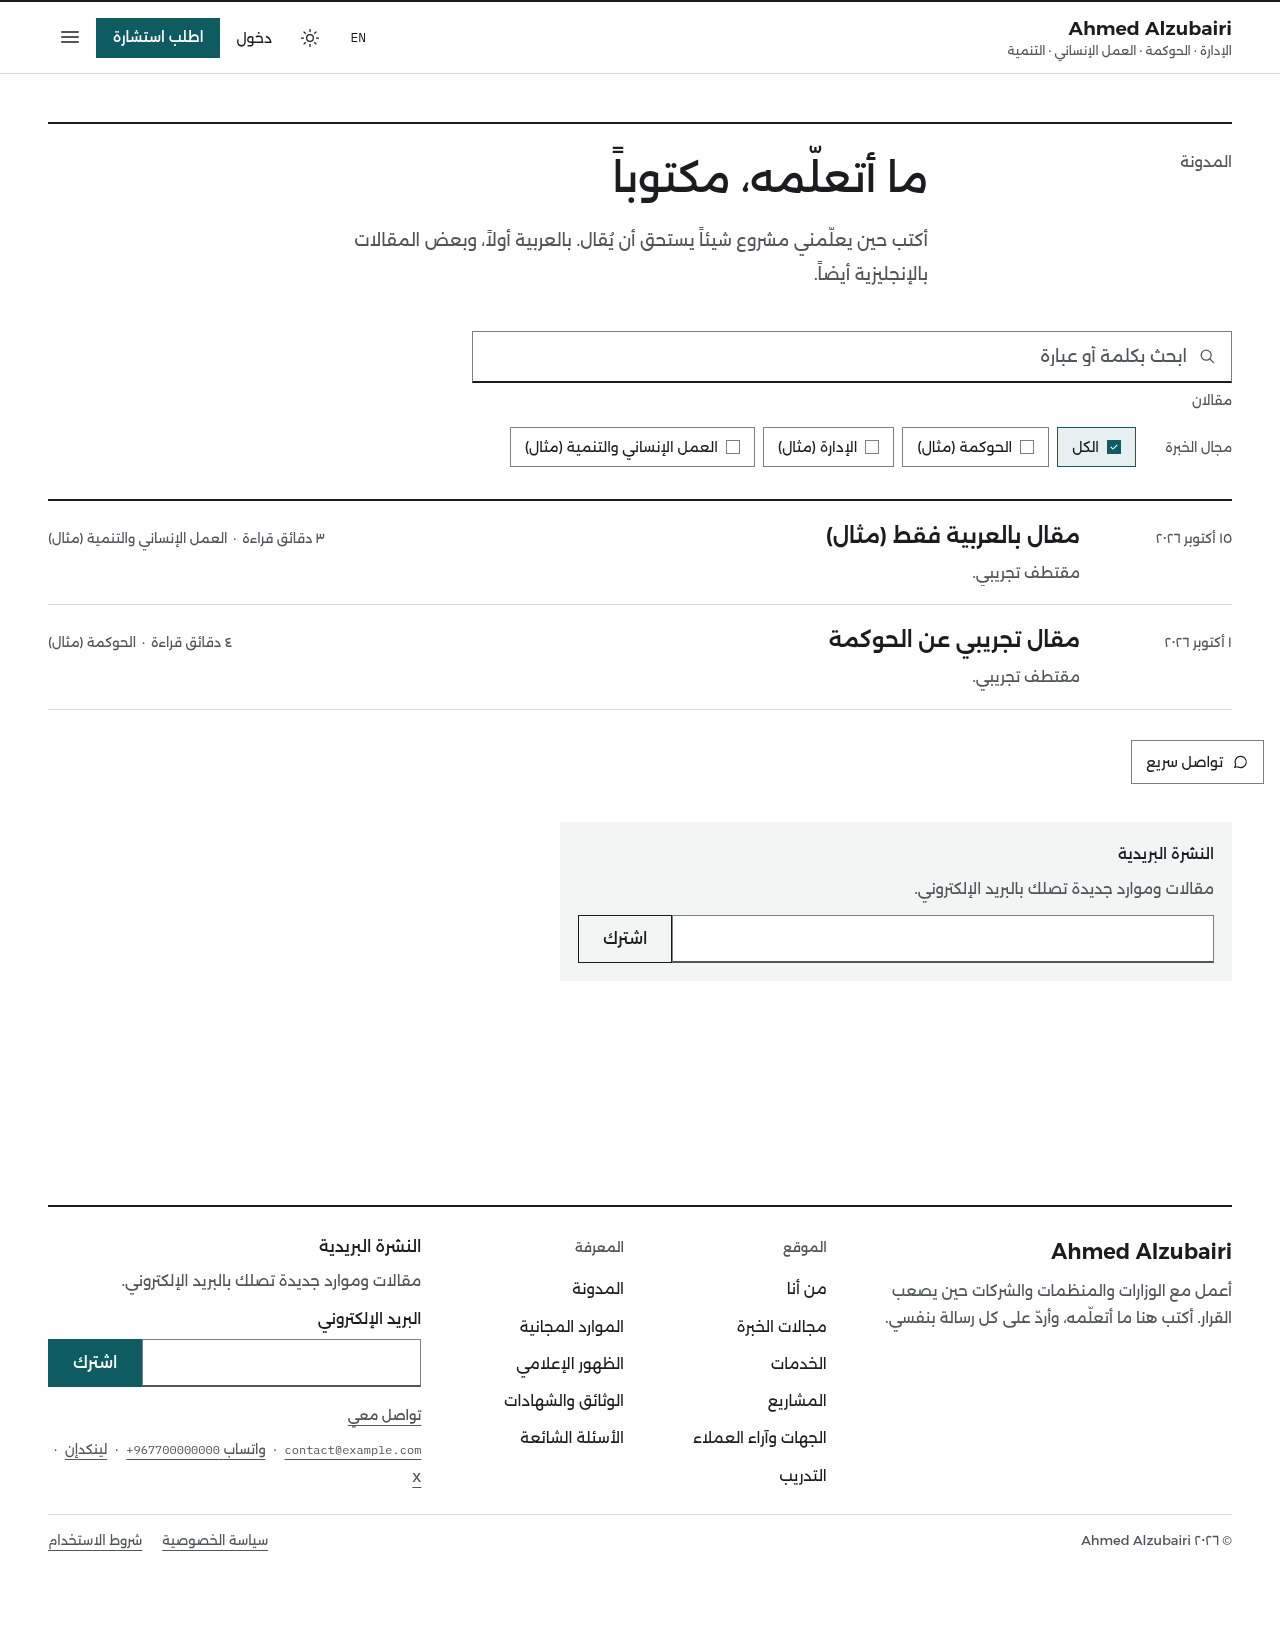 Ahmed Alzubairi
الإدارة · الحوكمة · العمل الإنساني · التنمية
EN
دخول
اطلب استشارة
المدونة
ما أتعلّمه، مكتوباً
أكتب حين يعلّمني مشروع شيئاً يستحق أن يُقال. بالعربية أولاً، وبعض المقالات
بالإنجليزية أيضاً.
ابحث بكلمة أو عبارة
مقالان
مجال الخبرة
الكل
الحوكمة (مثال)
الإدارة (مثال)
العمل الإنساني والتنمية (مثال)
١٥ أكتوبر ٢٠٢٦
مقال بالعربية فقط (مثال)
٣ دقائق قراءة · العمل الإنساني والتنمية (مثال)
مقتطف تجريبي.
١ أكتوبر ٢٠٢٦
مقال تجريبي عن الحوكمة
٤ دقائق قراءة · الحوكمة (مثال)
مقتطف تجريبي.
تواصل سريع
النشرة البريدية
مقالات وموارد جديدة تصلك بالبريد الإلكتروني.
اشترك
Ahmed Alzubairi
أعمل مع الوزارات والمنظمات والشركات حين يصعب
القرار. أكتب هنا ما أتعلّمه، وأردّ على كل رسالة بنفسي.
الموقع
من أنا
مجالات الخبرة
الخدمات
المشاريع
الجهات وآراء العملاء
التدريب
المعرفة
المدونة
الموارد المجانية
الظهور الإعلامي
الوثائق والشهادات
الأسئلة الشائعة
النشرة البريدية
مقالات وموارد جديدة تصلك بالبريد الإلكتروني.
البريد الإلكتروني
اشترك
تواصل معي
contact@example.com · واتساب +967700000000 · لينكدإن ·
X
© ٢٠٢٦ Ahmed Alzubairi
سياسة الخصوصية
شروط الاستخدام